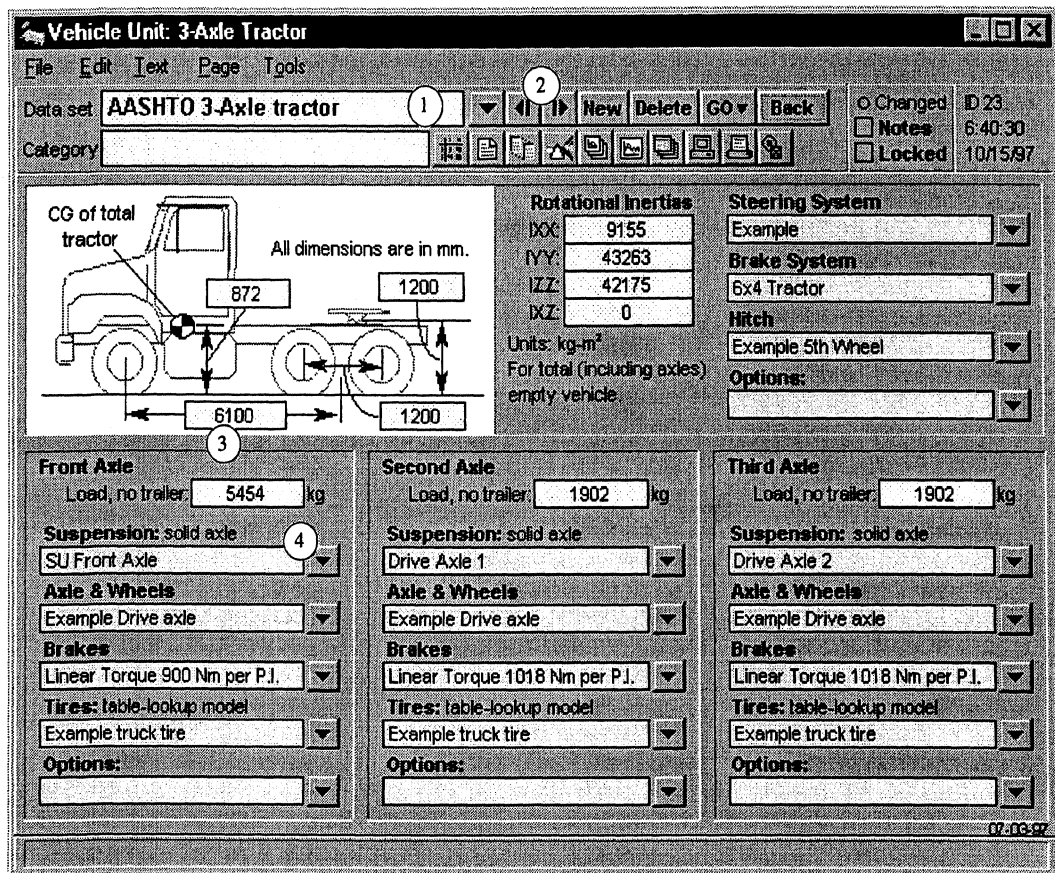 Vehicle Unit: 3-Axle Tractor
File Edit Text Page Tools
Data set AASHTO 3-Axle tractor 1 2 New Delete GO Back
Category
Changed ID 23
Notes 6:40:30
Locked 10/15/97
CG of total
tractor
All dimensions are in mm.
872
1200
6100
1200
3
Rotational Inertias
IXX: 9155
IYY: 43263
IZZ: 42175
IXZ: 0
Units: kg-m²
For total (including axles)
empty vehicle.
Steering System
Example
Brake System
6x4 Tractor
Hitch
Example 5th Wheel
Options:
Front Axle
Load, no trailer: 5454 kg
Suspension: solid axle
4
SU Front Axle
Axle & Wheels
Example Drive axle
Brakes
Linear Torque 900 Nm per P.I.
Tires: table-lookup model
Example truck tire
Options:
Second Axle
Load, no trailer: 1902 kg
Suspension: solid axle
Drive Axle 1
Axle & Wheels
Example Drive axle
Brakes
Linear Torque 1018 Nm per P.I.
Tires: table-lookup model
Example truck tire
Options:
Third Axle
Load, no trailer: 1902 kg
Suspension: solid axle
Drive Axle 2
Axle & Wheels
Example Drive axle
Brakes
Linear Torque 1018 Nm per P.I.
Tires: table-lookup model
Example truck tire
Options:
07-03-97